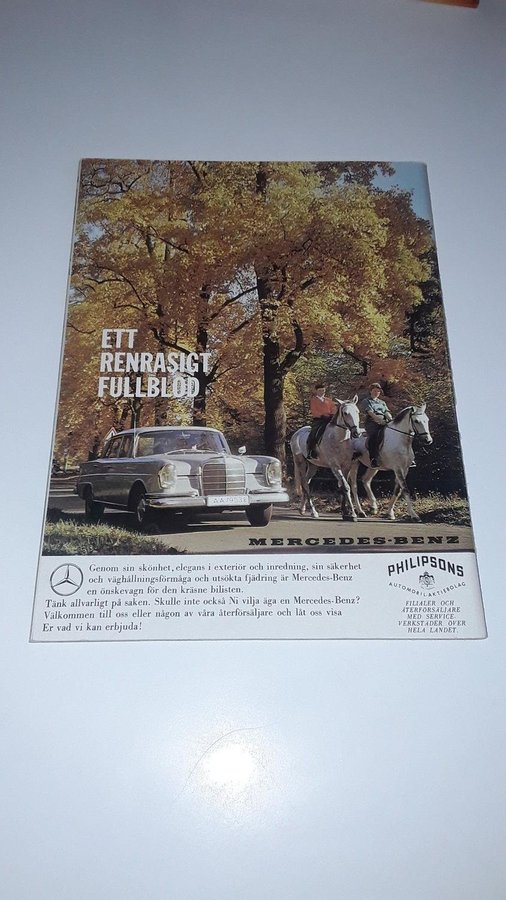 ETT
RENRASIGT
FULLBLOD
MERCEDES-BENZ
Genom sin skönhet, elegans i exteriör och inredning, sin säkerhet
och väghållningsförmåga och utsökta fjädring är Mercedes-Benz
en önskevagn för den kräsne bilisten.
Tänk allvarligt på saken. Skulle inte också Ni vilja äga en Mercedes-Benz?
Välkommen till oss eller någon av våra återförsäljare och låt oss visa
Er vad vi kan erbjuda!
PHILIPSONS
AUTOMOBILAKTIEBOLAG
FILIALER OCH
ÅTERFÖRSÄLJARE
MED SERVICE-
VERKSTÄDER ÖVER
HELA LANDET.